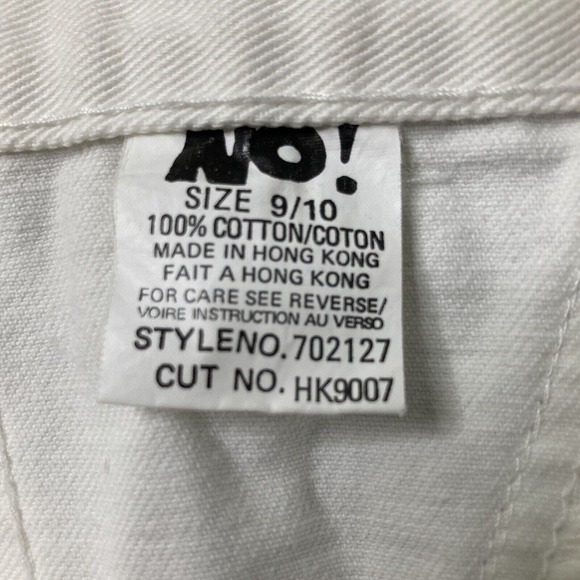 NO!
SIZE 9/10
100% COTTON/COTON
MADE IN HONG KONG
FAIT A HONG KONG
FOR CARE SEE REVERSE/
VOIRE INSTRUCTION AU VERSO
STYLENO. 702127
CUT NO. HK9007